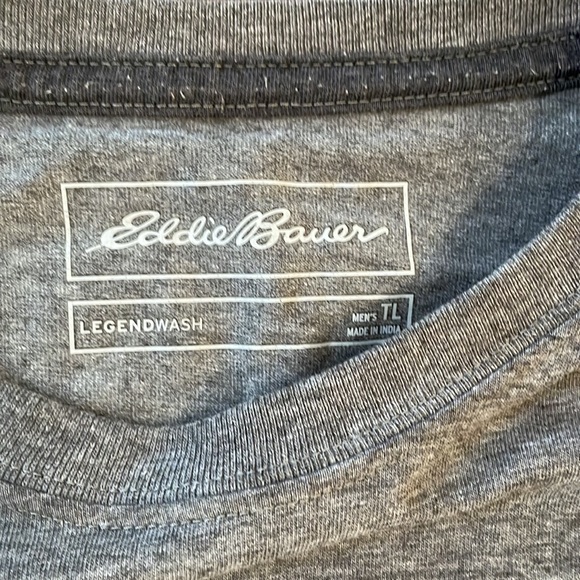 Eddie Bauer
LEGENDWASH MEN'S TL
MADE IN INDIA